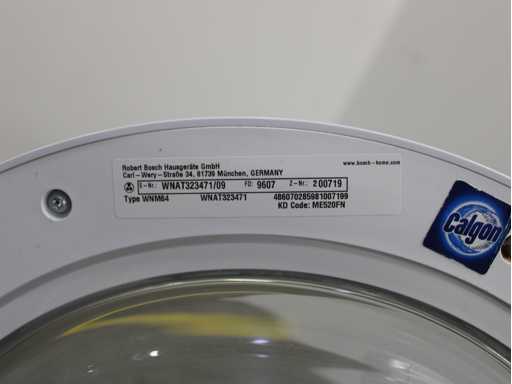 Robert Bosch Hausgeräte GmbH
www.bosch-home.com
Carl-Wery-Straße 34, 81739 München, GERMANY
E-Nr.: WNAT323471/09 FD: 9607 Z-Nr.: 200719
Type WNM64 WNAT323471 486070285981007199
KD Code: ME520FN
Calgon